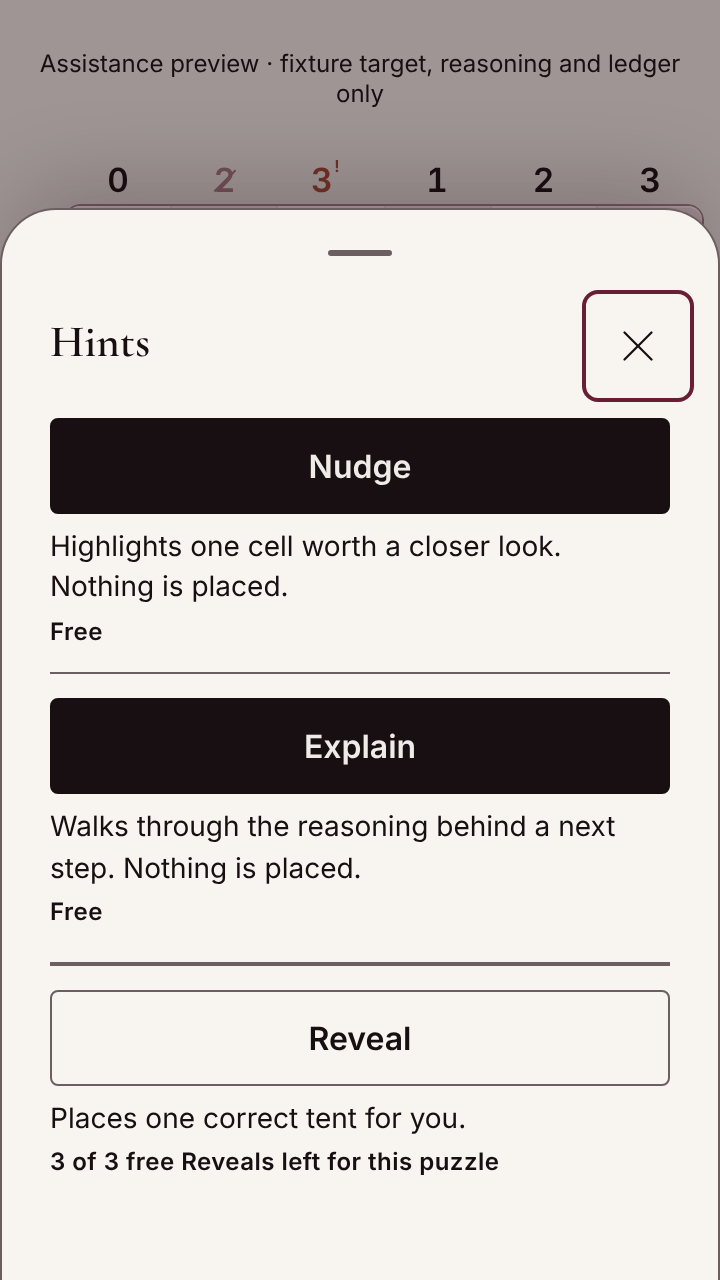 Assistance preview · fixture target, reasoning and ledger
only
0 2 3! 1 2 3
Hints
Nudge
Highlights one cell worth a closer look.
Nothing is placed.
Free
Explain
Walks through the reasoning behind a next
step. Nothing is placed.
Free
Reveal
Places one correct tent for you.
3 of 3 free Reveals left for this puzzle